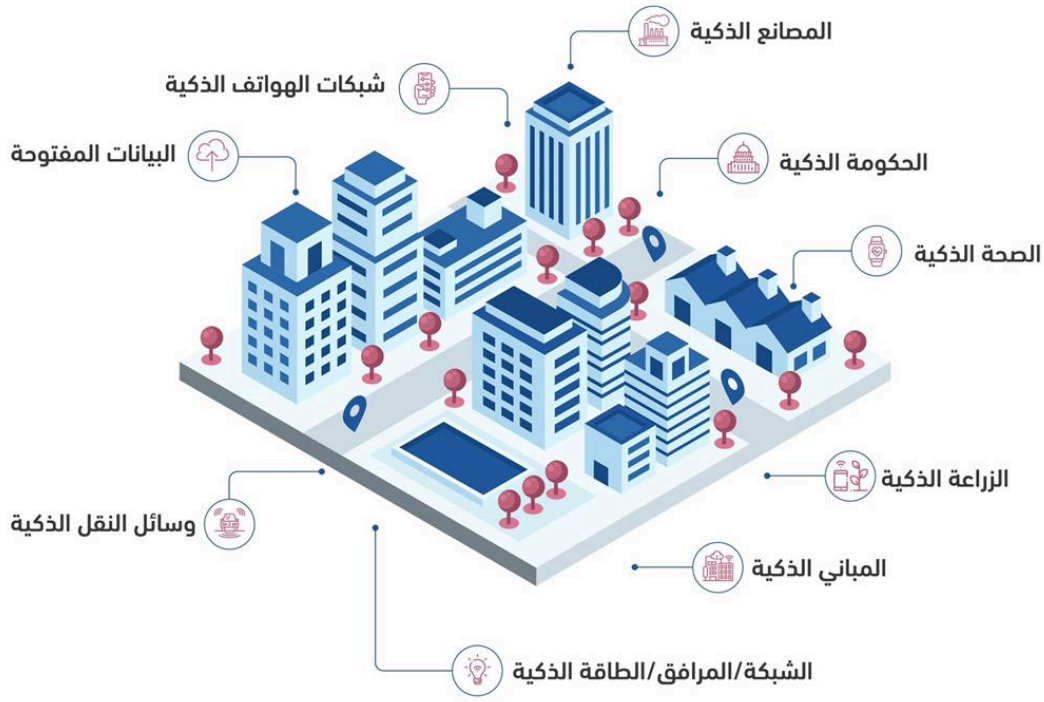 المصانع الذكية
شبكات الهواتف الذكية
البيانات المفتوحة
الحكومة الذكية
الصحة الذكية
الزراعة الذكية
وسائل النقل الذكية
المباني الذكية
الشبكة/المرافق/الطاقة الذكية